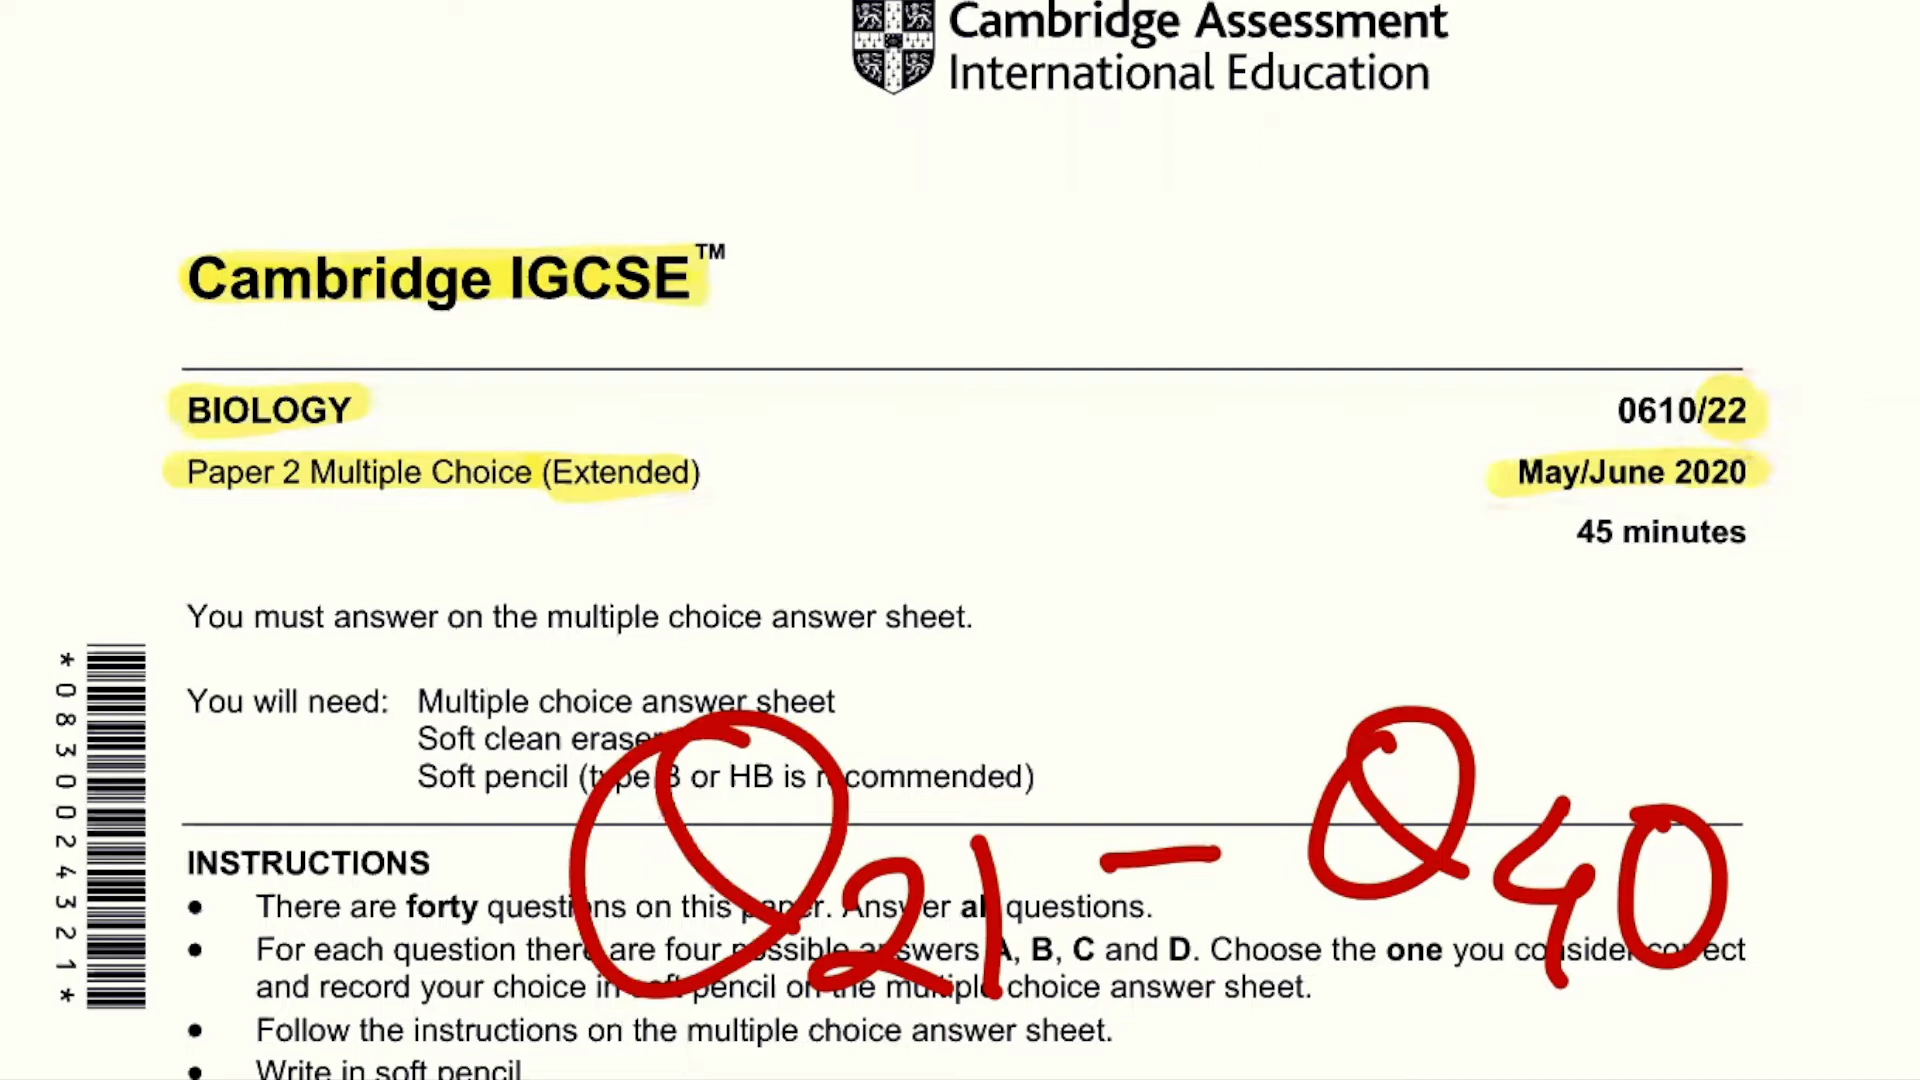 Cambridge Assessment
International Education
Cambridge IGCSE™
BIOLOGY 0610/22
Paper 2 Multiple Choice (Extended) May/June 2020
45 minutes
You must answer on the multiple choice answer sheet.
You will need: Multiple choice answer sheet
Soft clean eraser
Soft pencil (type B or HB is recommended)
Q21 - Q40
INSTRUCTIONS
• There are forty questions on this paper. Answer all questions.
• For each question there are four possible answers A, B, C and D. Choose the one you consider correct
and record your choice in soft pencil on the multiple choice answer sheet.
• Follow the instructions on the multiple choice answer sheet.
• Write in soft pencil
*0830024321*